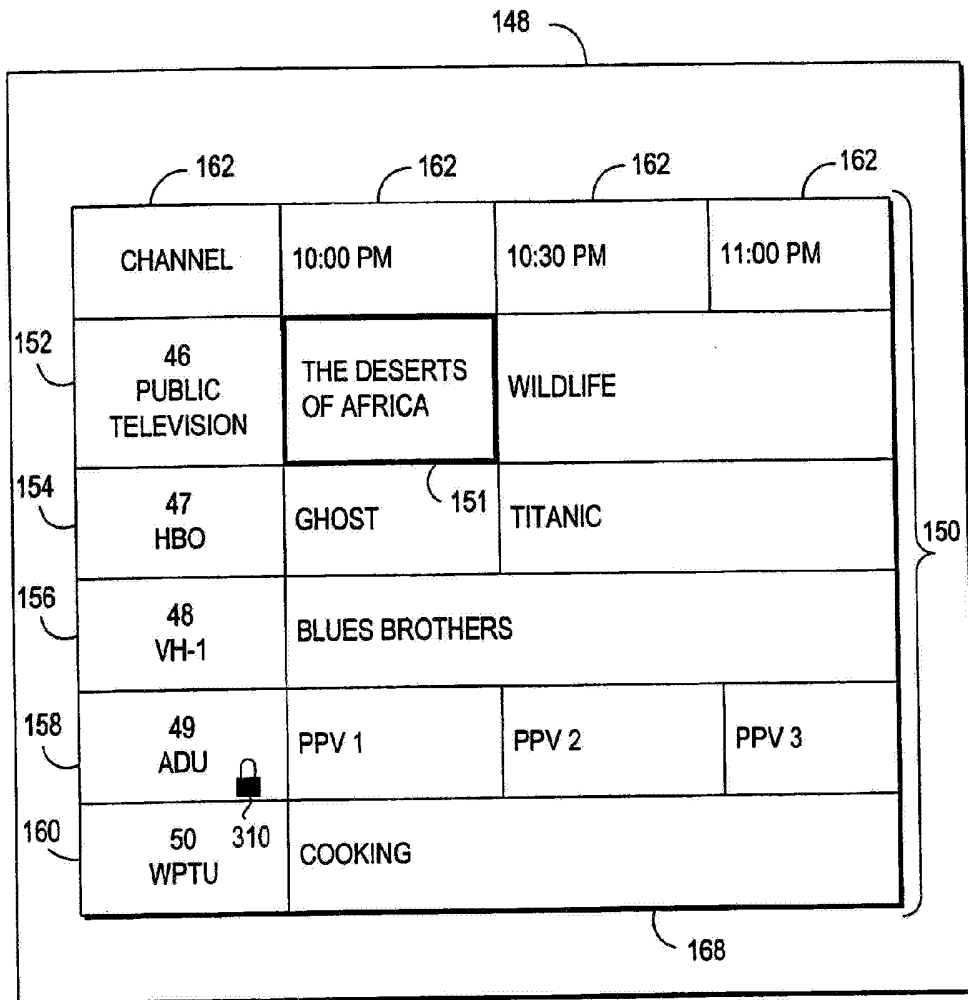 148
162 162 162 162
CHANNEL 10:00 PM 10:30 PM 11:00 PM
152
46
PUBLIC
TELEVISION
THE DESERTS
OF AFRICA
WILDLIFE
154
47
HBO
GHOST
151
TITANIC
150
156
48
VH-1
BLUES BROTHERS
158
49
ADU
PPV 1 PPV 2 PPV 3
160
50
WPTU
310
COOKING
168